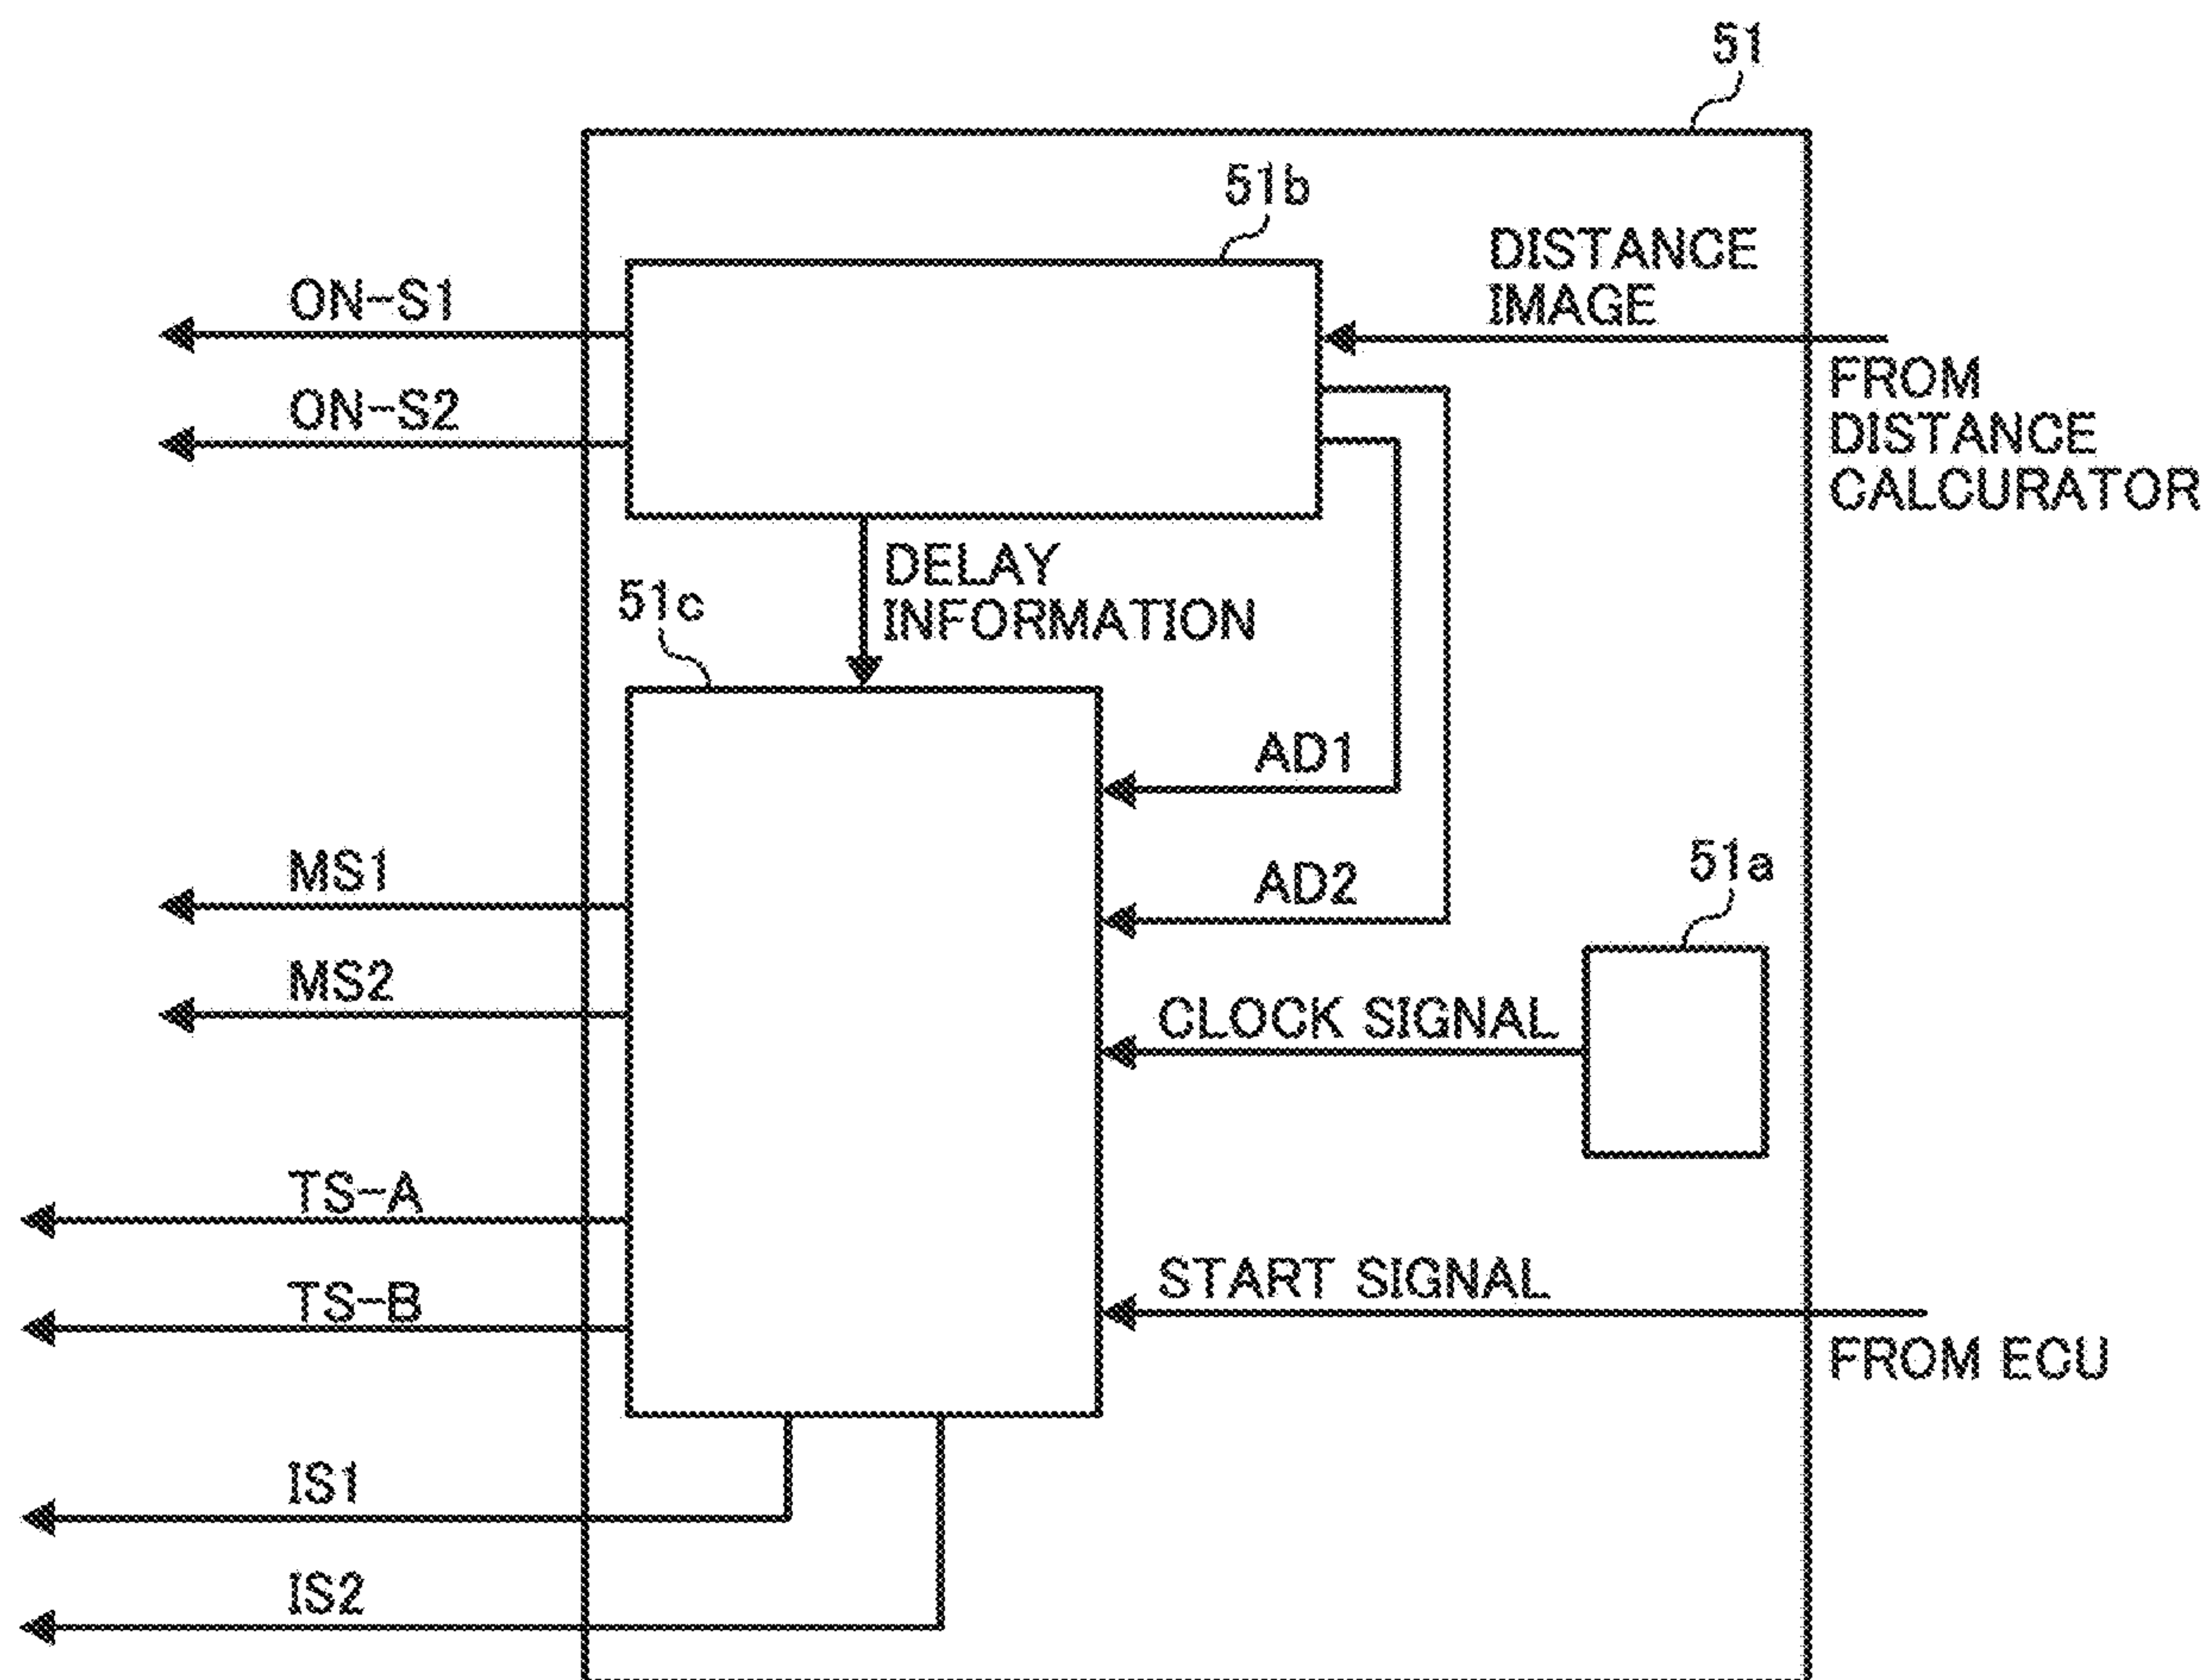 51
51b
DISTANCE
IMAGE
ON-S1
ON-S2
FROM
DISTANCE
CALCURATOR
DELAY
INFORMATION
51c
AD1
AD2
51a
MS1
MS2
CLOCK SIGNAL
TS-A
TS-B
START SIGNAL
FROM ECU
IS1
IS2